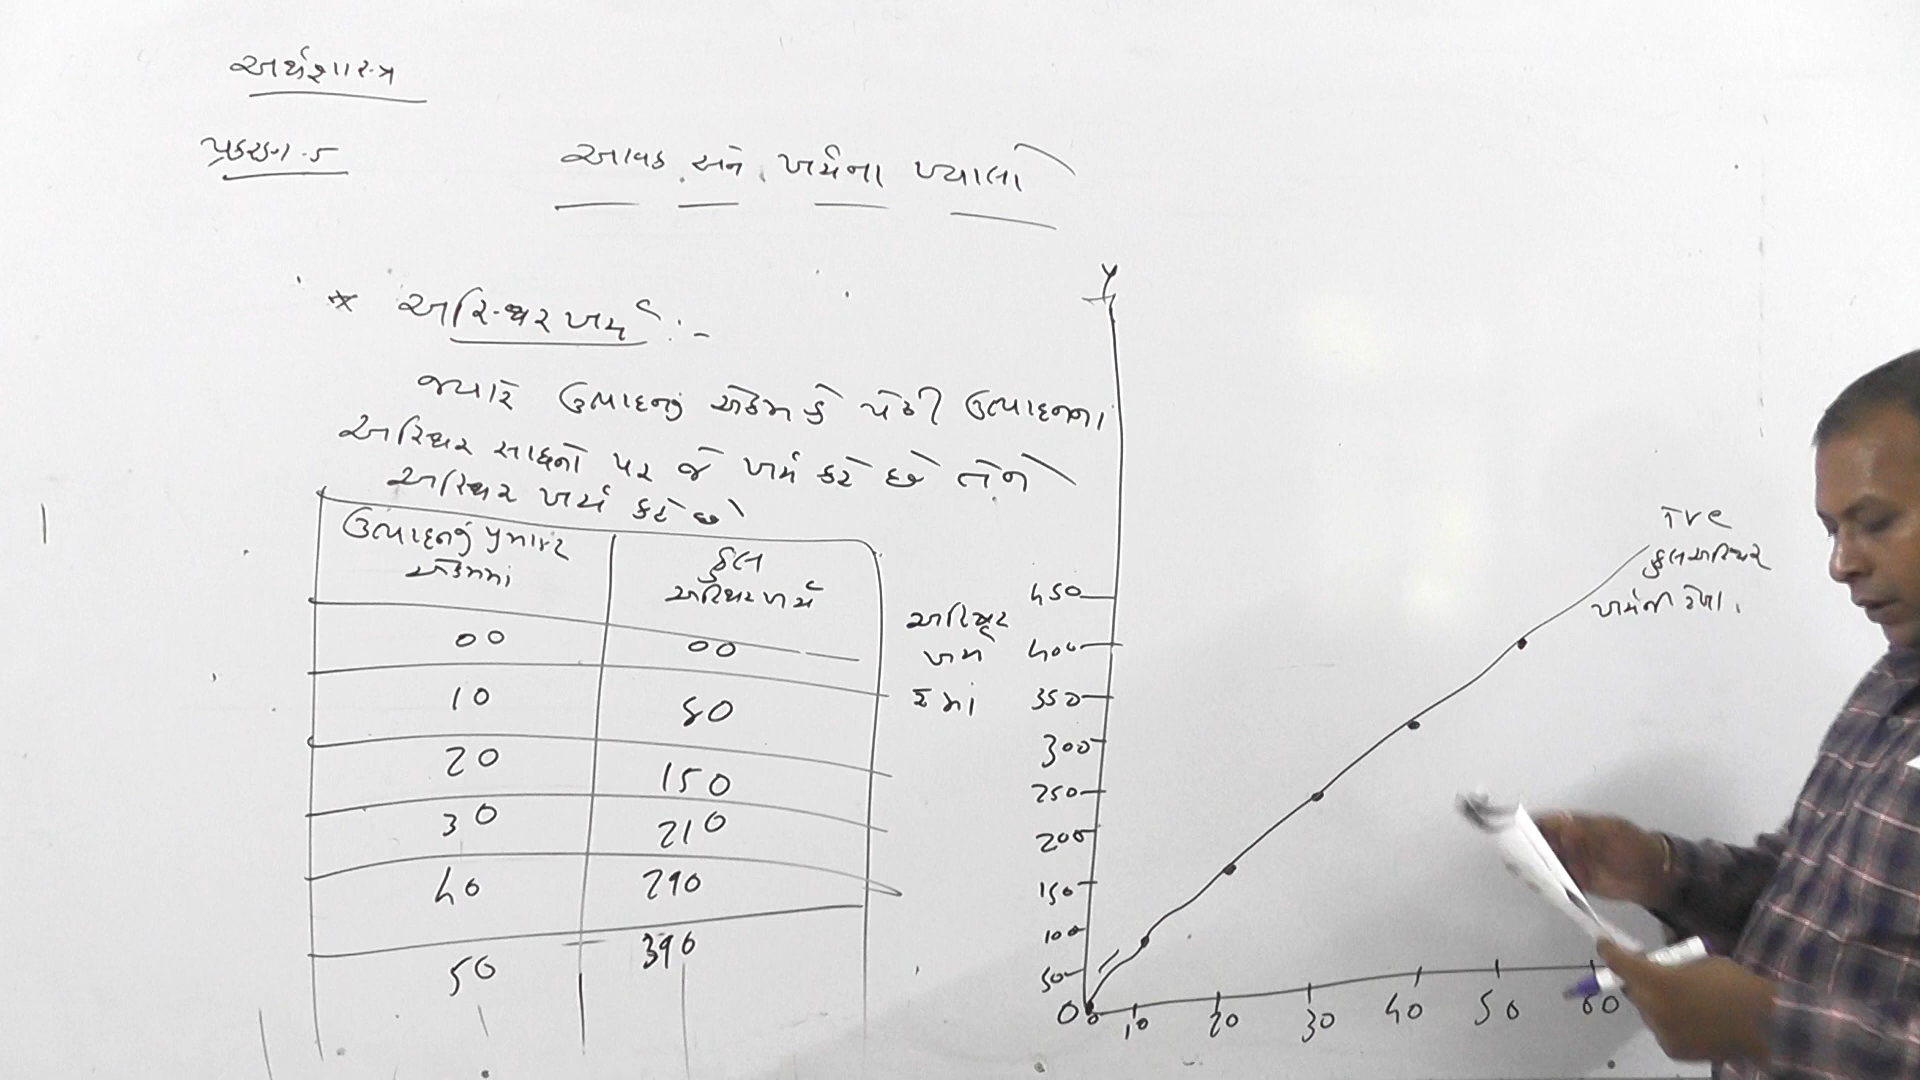 અર્થશાસ્ત્ર
પ્રકરણ-૫
આવક અને ખર્ચના ખ્યાલો
* અસ્થિર ખર્ચ :-
જ્યારે ઉત્પાદનનું એકમ કે પેઢી ઉત્પાદનના
અસ્થિર સાધનો પર જે ખર્ચ કરે છે તેને
અસ્થિર ખર્ચ કહે છે
ઉત્પાદનનું પ્રમાણ
એકમમાં
કુલ
અસ્થિર ખર્ચ
00 00
10 80
20 150
30 210
40 290
50 390
Y
અસ્થિર
ખર્ચ
રૂ માં
450
400
350
300
250
200
150
100
50
0 0 10 20 30 40 50 60
TVC
કુલ અસ્થિર
ખર્ચની રેખા.